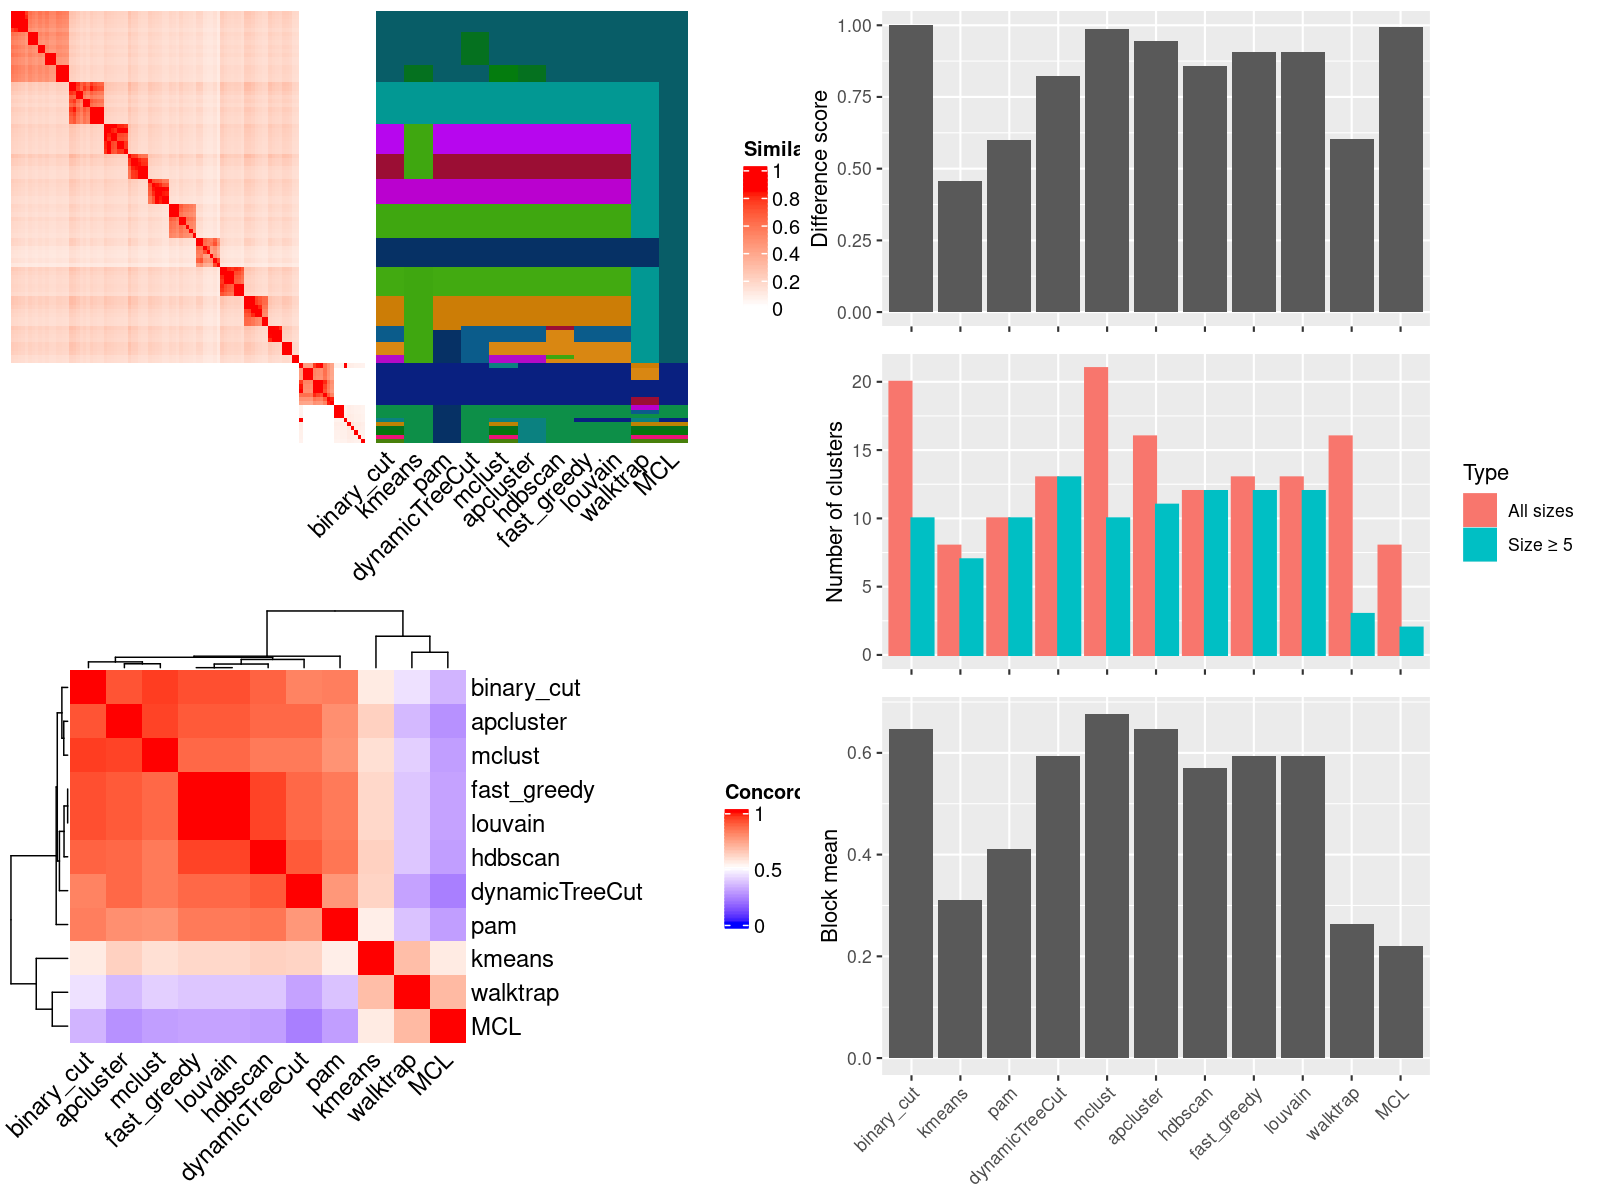 Simila
1
0.8
0.6
0.4
0.2
0
binary_cut
kmeans
pam
dynamicTreeCut
mclust
apcluster
hdbscan
fast_greedy
louvain
walktrap
MCL
binary_cut
apcluster
mclust
fast_greedy
louvain
hdbscan
dynamicTreeCut
pam
kmeans
walktrap
MCL
binary_cut
apcluster
mclust
fast_greedy
louvain
hdbscan
dynamicTreeCut
pam
kmeans
walktrap
MCL
Concord
1
0.5
0
Difference score
1.00
0.75
0.50
0.25
0.00
Number of clusters
20
15
10
5
0
Type
All sizes
Size ≥ 5
Block mean
0.6
0.4
0.2
0.0
binary_cut
kmeans
pam
dynamicTreeCut
mclust
apcluster
hdbscan
fast_greedy
louvain
walktrap
MCL